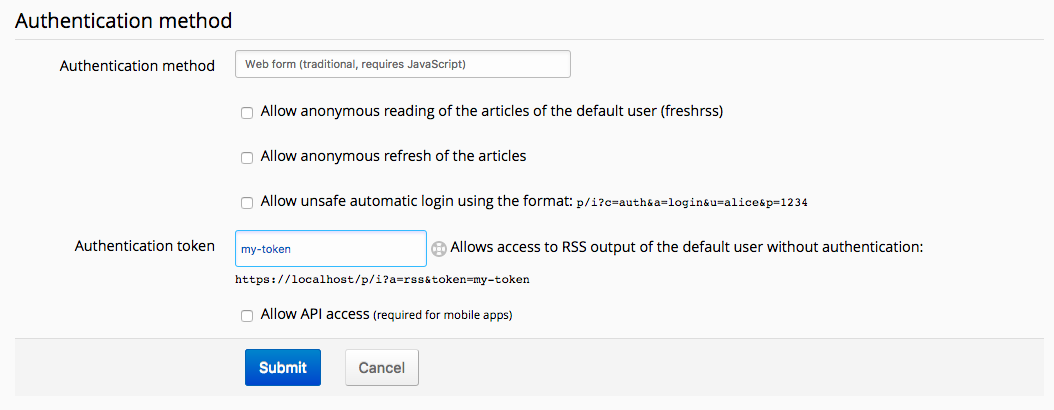 Authentication method
Authentication method Web form (traditional, requires JavaScript)
Allow anonymous reading of the articles of the default user (freshrss)
Allow anonymous refresh of the articles
Allow unsafe automatic login using the format: p/i?c=auth&a=login&u=alice&p=1234
Authentication token my-token Allows access to RSS output of the default user without authentication:
https://localhost/p/i?a=rss&token=my-token
Allow API access (required for mobile apps)
Submit Cancel